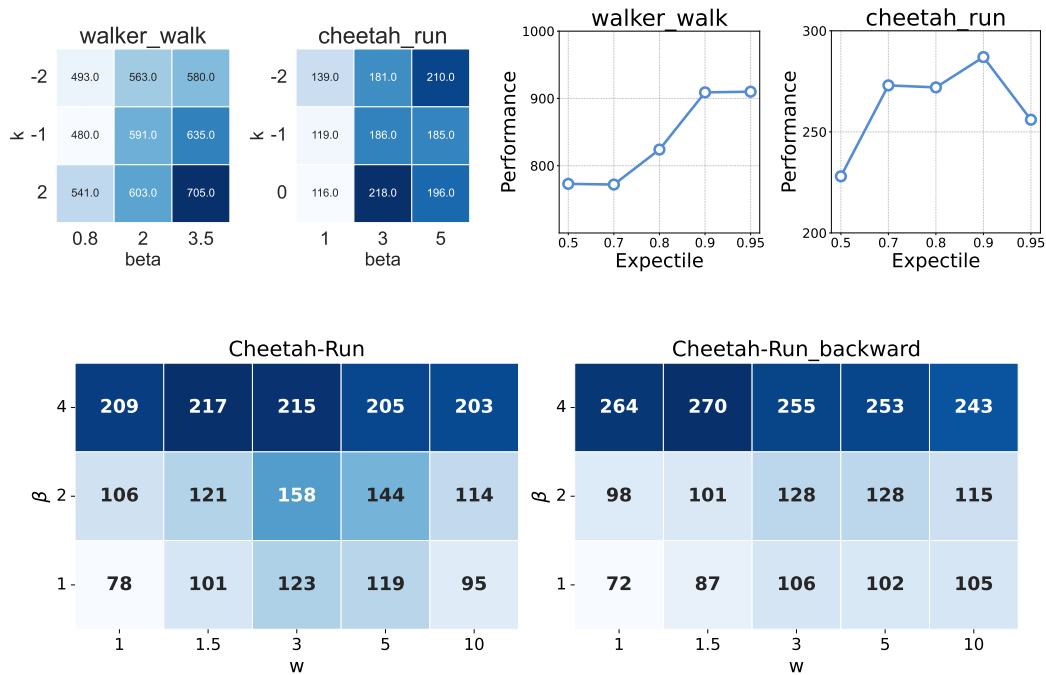 walker_walk
-2 493.0 563.0 580.0
k -1 480.0 591.0 635.0
2 541.0 603.0 705.0
0.8 2 3.5
beta
cheetah_run
-2 139.0 181.0 210.0
k -1 119.0 186.0 185.0
0 116.0 218.0 196.0
1 3 5
beta
walker_walk
1000
900
800
Performance
0.5 0.7 0.8 0.9 0.95
Expectile
cheetah_run
300
250
200
Performance
0.5 0.7 0.8 0.9 0.95
Expectile
Cheetah-Run
4 209 217 215 205 203
β 2 106 121 158 144 114
1 78 101 123 119 95
1 1.5 3 5 10
w
Cheetah-Run_backward
4 264 270 255 253 243
β 2 98 101 128 128 115
1 72 87 106 102 105
1 1.5 3 5 10
w